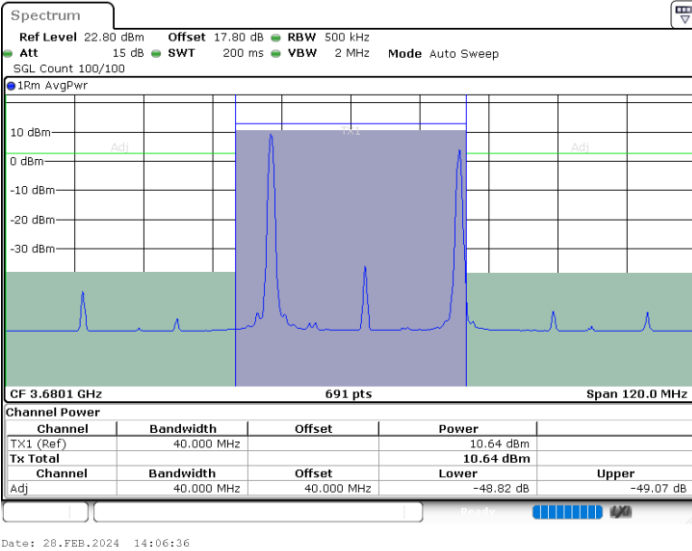 Spectrum
Ref Level 22.80 dBm Offset 17.80 dB RBW 500 kHz
Att 15 dB SWT 200 ms VBW 2 MHz Mode Auto Sweep
SGL Count 100/100
1Rm AvgPwr
TX1
10 dBm
Adj Adj
0 dBm
-10 dBm
-20 dBm
-30 dBm
CF 3.6801 GHz 691 pts Span 120.0 MHz
Channel Power
Channel Bandwidth Offset Power
TX1 (Ref) 40.000 MHz 10.64 dBm
Tx Total 10.64 dBm
Channel Bandwidth Offset Lower Upper
Adj 40.000 MHz 40.000 MHz -48.82 dB -49.07 dB
Ready
Date: 28.FEB.2024 14:06:36